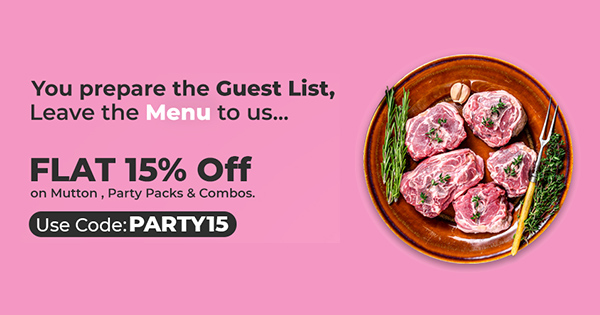 You prepare the Guest List,
Leave the Menu to us...
FLAT 15% Off
on Mutton , Party Packs & Combos.
Use Code:PARTY15